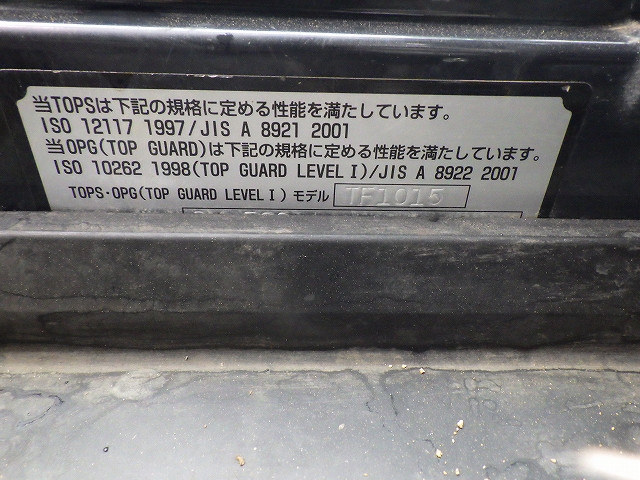 当TOPSは下記の規格に定める性能を満たしています。
ISO 12117 1997/JIS A 8921 2001
当OPG(TOP GUARD)は下記の規格に定める性能を満たしています。
ISO 10262 1998(TOP GUARD LEVELⅠ)/JIS A 8922 2001
TOPS・OPG(TOP GUARD LEVELⅠ)モデル TF1015